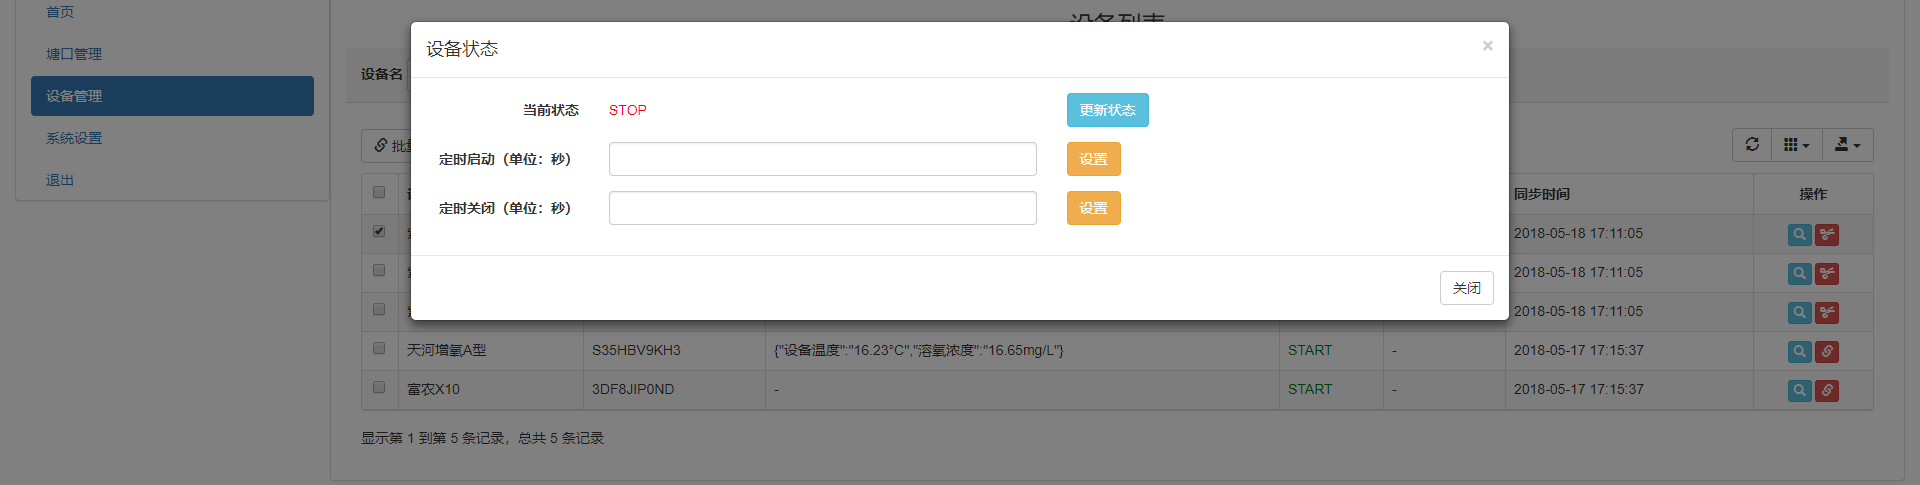 首页
塘口管理
设备管理
系统设置
退出
设备名
设备状态
×
当前状态 STOP 更新状态
定时启动（单位：秒） 设置
定时关闭（单位：秒） 设置
关闭
同步时间 操作
2018-05-18 17:11:05
2018-05-18 17:11:05
2018-05-18 17:11:05
天河增氧A型 S35HBV9KH3 {"设备温度":"16.23°C","溶氧浓度":"16.65mg/L"} START - 2018-05-17 17:15:37
富农X10 3DF8JIP0ND - START - 2018-05-17 17:15:37
显示第 1 到第 5 条记录，总共 5 条记录